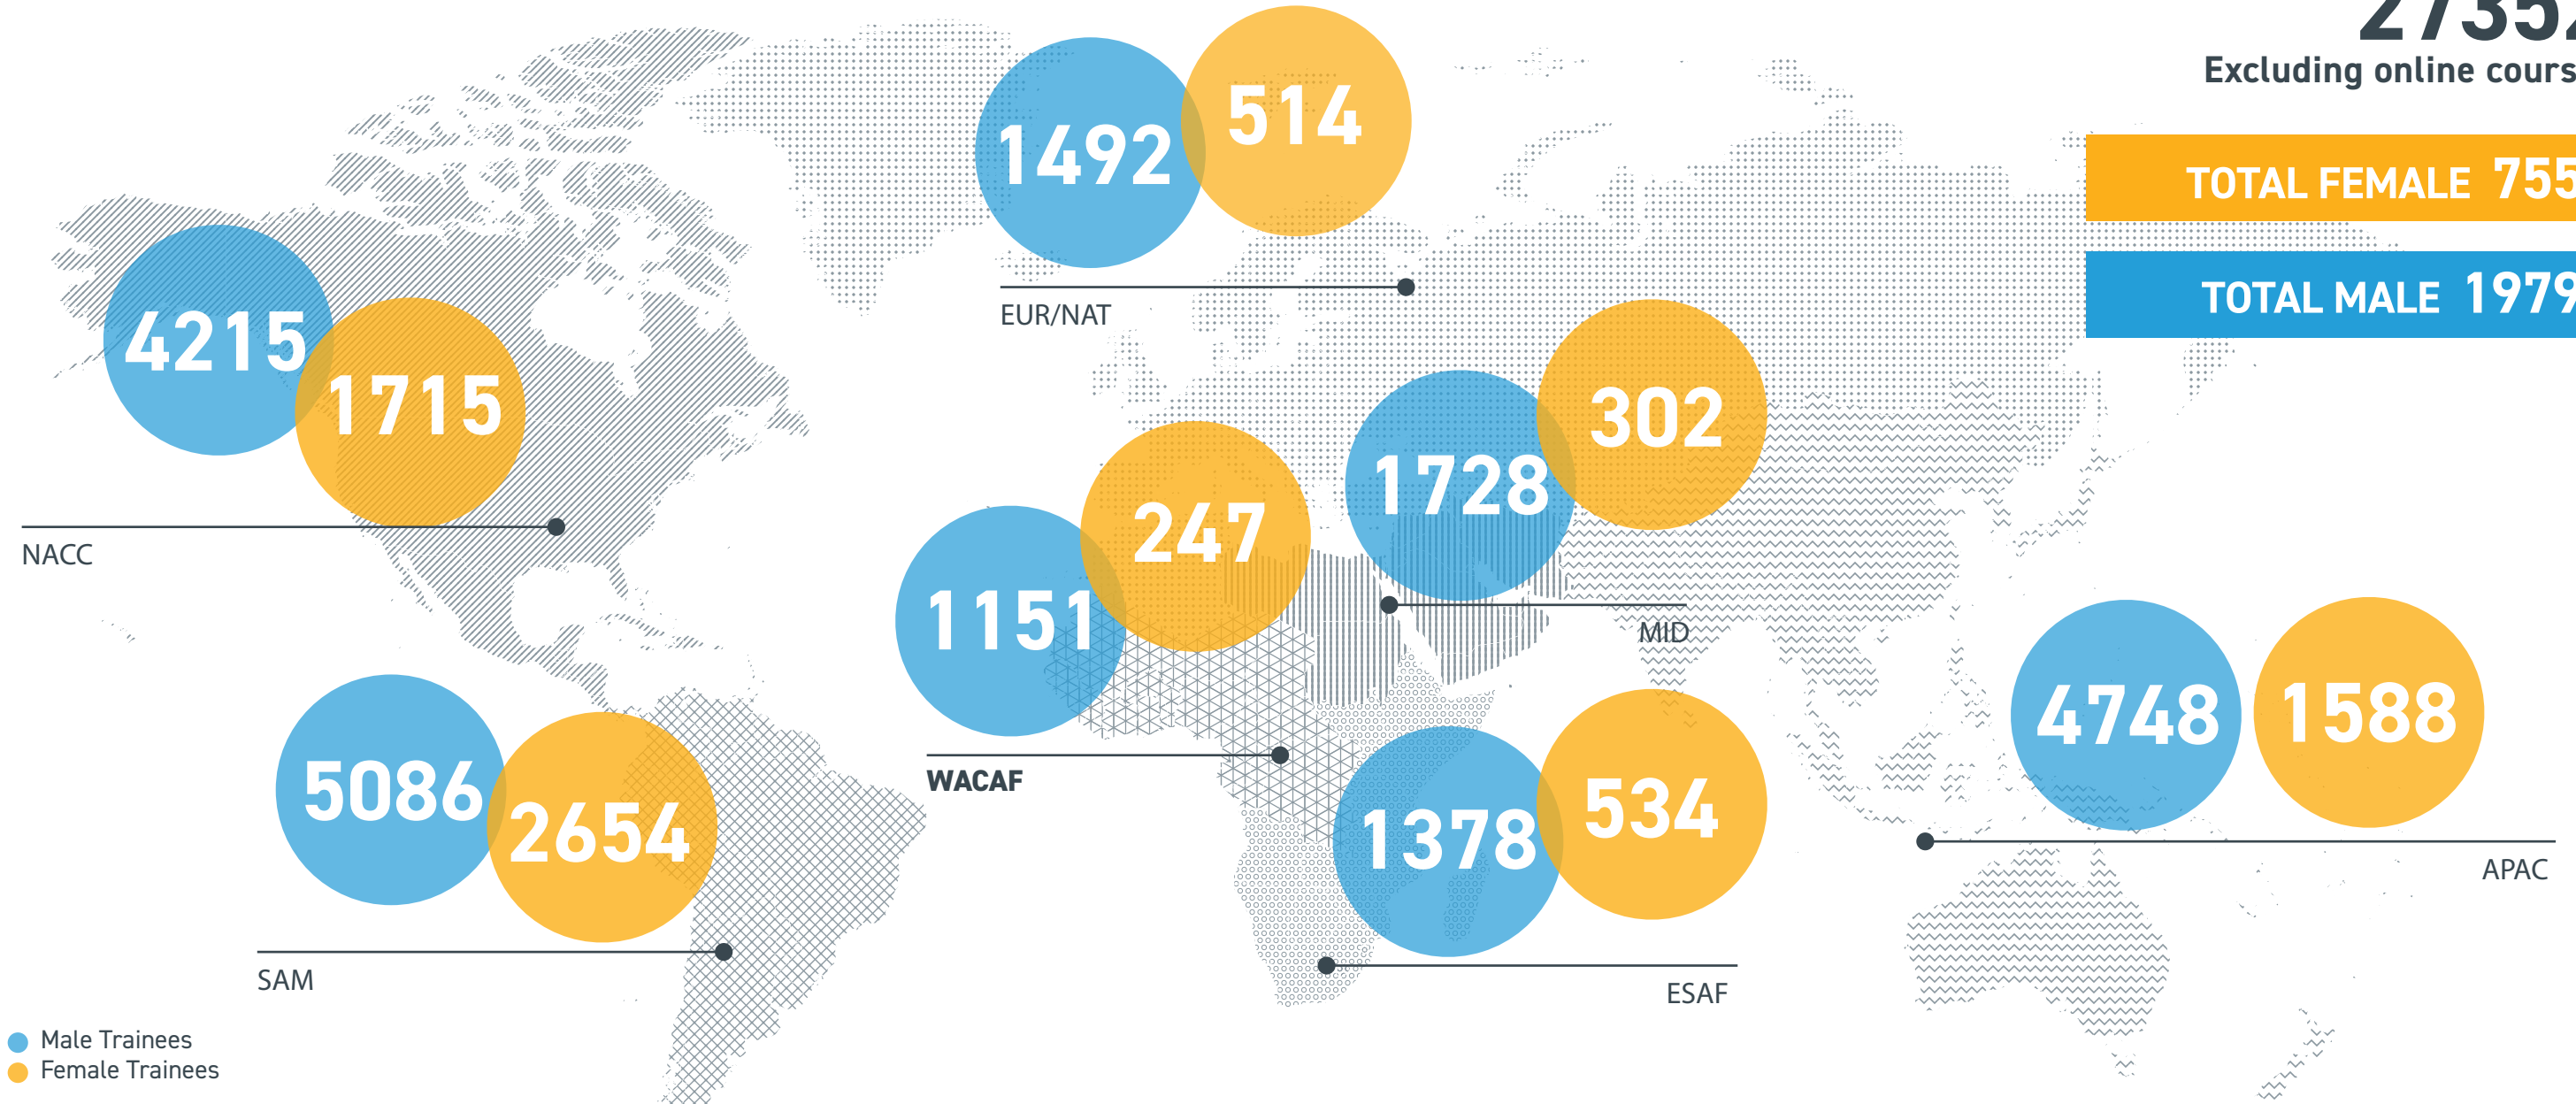 2735
Excluding online cours
TOTAL FEMALE 755
TOTAL MALE 1979
1492
514
EUR/NAT
4215
1715
NACC
1728
302
MID
1151
247
WACAF
5086
2654
SAM
1378
534
ESAF
4748
1588
APAC
Male Trainees
Female Trainees